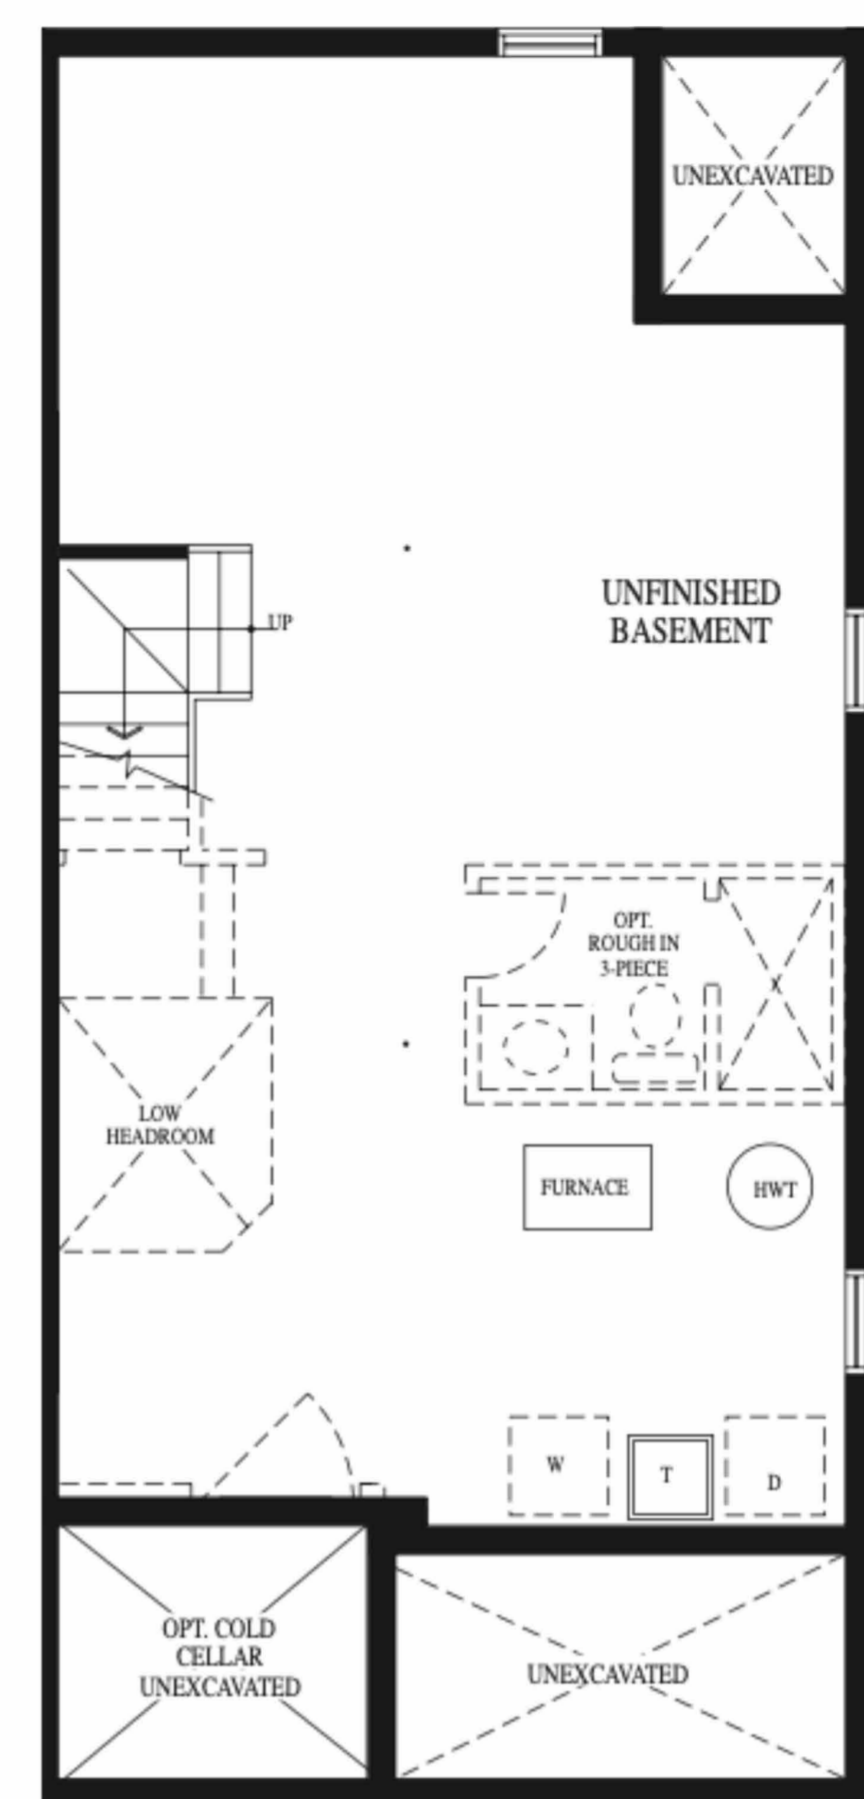 UNEXCAVATED
UNFINISHED
BASEMENT
UP
OPT.
ROUGH IN
3-PIECE
LOW
HEADROOM
FURNACE
HWT
W
T
D
OPT. COLD
CELLAR
UNEXCAVATED
UNEXCAVATED